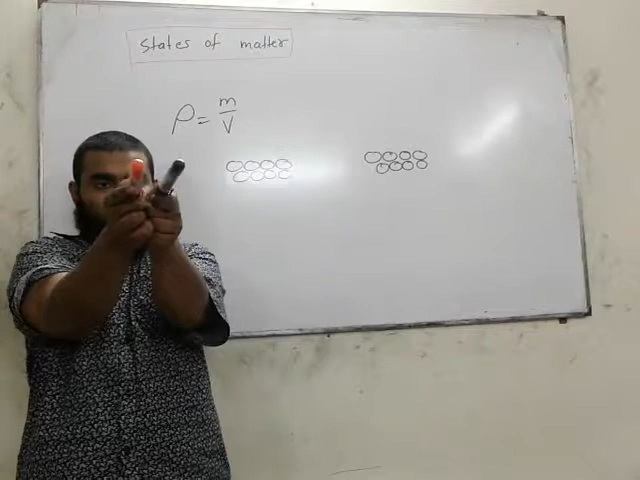 States of matter
ρ = m/V